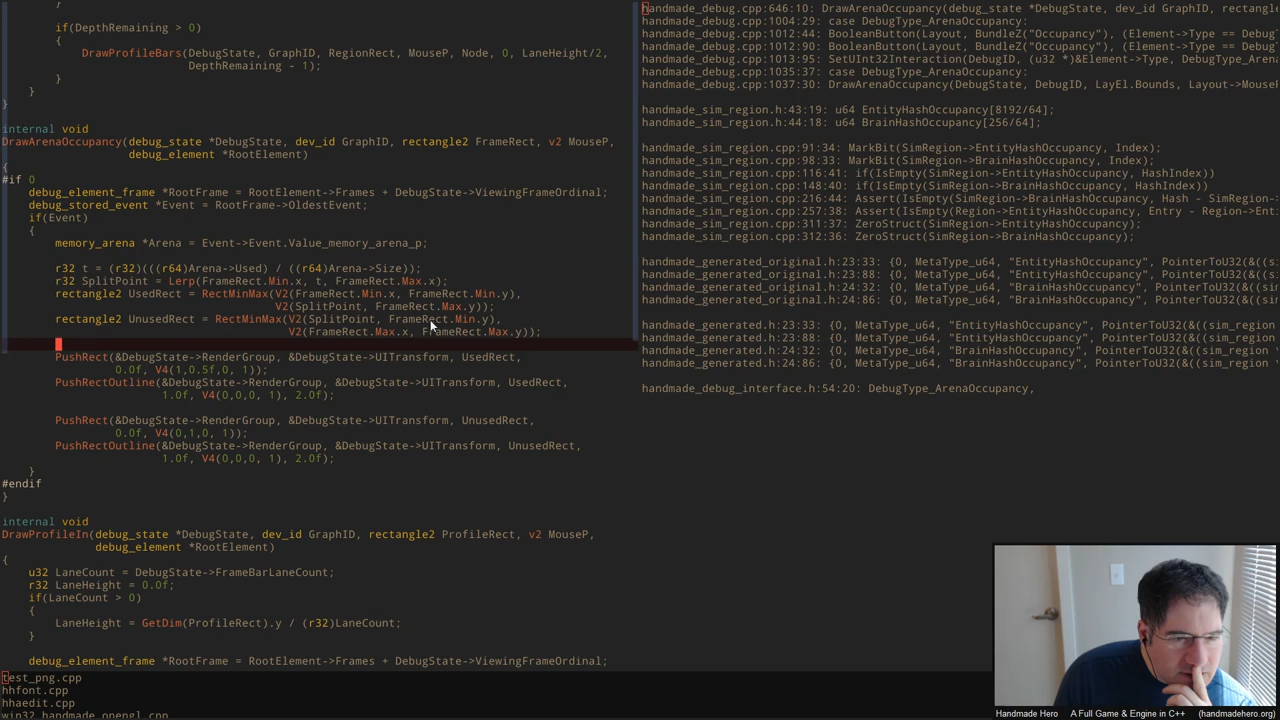 }

if(DepthRemaining > 0)
{
DrawProfileBars(DebugState, GraphID, RegionRect, MouseP, Node, 0, LaneHeight/2,
DepthRemaining - 1);
}
}
}

internal void
DrawArenaOccupancy(debug_state *DebugState, dev_id GraphID, rectangle2 FrameRect, v2 MouseP,
debug_element *RootElement)
{
#if 0
debug_element_frame *RootFrame = RootElement->Frames + DebugState->ViewingFrameOrdinal;
debug_stored_event *Event = RootFrame->OldestEvent;
if(Event)
{
memory_arena *Arena = Event->Event.Value_memory_arena_p;

r32 t = (r32)(((r64)Arena->Used) / ((r64)Arena->Size));
r32 SplitPoint = Lerp(FrameRect.Min.x, t, FrameRect.Max.x);
rectangle2 UsedRect = RectMinMax(V2(FrameRect.Min.x, FrameRect.Min.y),
V2(SplitPoint, FrameRect.Max.y));
rectangle2 UnusedRect = RectMinMax(V2(SplitPoint, FrameRect.Min.y),
V2(FrameRect.Max.x, FrameRect.Max.y));

PushRect(&DebugState->RenderGroup, &DebugState->UITransform, UsedRect,
0.0f, V4(1,0.5f,0, 1));
PushRectOutline(&DebugState->RenderGroup, &DebugState->UITransform, UsedRect,
1.0f, V4(0,0,0, 1), 2.0f);

PushRect(&DebugState->RenderGroup, &DebugState->UITransform, UnusedRect,
0.0f, V4(0,1,0, 1));
PushRectOutline(&DebugState->RenderGroup, &DebugState->UITransform, UnusedRect,
1.0f, V4(0,0,0, 1), 2.0f);
}
#endif
}

internal void
DrawProfileIn(debug_state *DebugState, dev_id GraphID, rectangle2 ProfileRect, v2 MouseP,
debug_element *RootElement)
{
u32 LaneCount = DebugState->FrameBarLaneCount;
r32 LaneHeight = 0.0f;
if(LaneCount > 0)
{
LaneHeight = GetDim(ProfileRect).y / (r32)LaneCount;
}

debug_element_frame *RootFrame = RootElement->Frames + DebugState->ViewingFrameOrdinal;
test_png.cpp
hhfont.cpp
hhaedit.cpp
win32_handmade_opengl.cpp
handmade_debug.cpp:646:10: DrawArenaOccupancy(debug_state *DebugState, dev_id GraphID, rectangle
handmade_debug.cpp:1004:29: case DebugType_ArenaOccupancy:
handmade_debug.cpp:1012:44: BooleanButton(Layout, BundleZ("Occupancy"), (Element->Type == Debug
handmade_debug.cpp:1012:90: BooleanButton(Layout, BundleZ("Occupancy"), (Element->Type == Debug
handmade_debug.cpp:1013:95: SetUInt32Interaction(DebugID, (u32 *)&Element->Type, DebugType_Arena
handmade_debug.cpp:1035:37: case DebugType_ArenaOccupancy:
handmade_debug.cpp:1037:30: DrawArenaOccupancy(DebugState, DebugID, LayEl.Bounds, Layout->Mouse

handmade_sim_region.h:43:19: u64 EntityHashOccupancy[8192/64];
handmade_sim_region.h:44:18: u64 BrainHashOccupancy[256/64];

handmade_sim_region.cpp:91:34: MarkBit(SimRegion->EntityHashOccupancy, Index);
handmade_sim_region.cpp:98:33: MarkBit(SimRegion->BrainHashOccupancy, Index);
handmade_sim_region.cpp:116:41: if(IsEmpty(SimRegion->EntityHashOccupancy, HashIndex))
handmade_sim_region.cpp:148:40: if(IsEmpty(SimRegion->BrainHashOccupancy, HashIndex))
handmade_sim_region.cpp:216:44: Assert(IsEmpty(SimRegion->BrainHashOccupancy, Hash - SimRegion-
handmade_sim_region.cpp:257:38: Assert(IsEmpty(Region->EntityHashOccupancy, Entry - Region->Ent
handmade_sim_region.cpp:311:37: ZeroStruct(SimRegion->EntityHashOccupancy);
handmade_sim_region.cpp:312:36: ZeroStruct(SimRegion->BrainHashOccupancy);

handmade_generated_original.h:23:33: {0, MetaType_u64, "EntityHashOccupancy", PointerToU32(&((si
handmade_generated_original.h:23:88: {0, MetaType_u64, "EntityHashOccupancy", PointerToU32(&((si
handmade_generated_original.h:24:32: {0, MetaType_u64, "BrainHashOccupancy", PointerToU32(&((sim
handmade_generated_original.h:24:86: {0, MetaType_u64, "BrainHashOccupancy", PointerToU32(&((sim

handmade_generated.h:23:33: {0, MetaType_u64, "EntityHashOccupancy", PointerToU32(&((sim_region
handmade_generated.h:23:88: {0, MetaType_u64, "EntityHashOccupancy", PointerToU32(&((sim_region
handmade_generated.h:24:32: {0, MetaType_u64, "BrainHashOccupancy", PointerToU32(&((sim_region
handmade_generated.h:24:86: {0, MetaType_u64, "BrainHashOccupancy", PointerToU32(&((sim_region

handmade_debug_interface.h:54:20: DebugType_ArenaOccupancy,
Handmade Hero A Full Game & Engine in C++ (handmadehero.org)